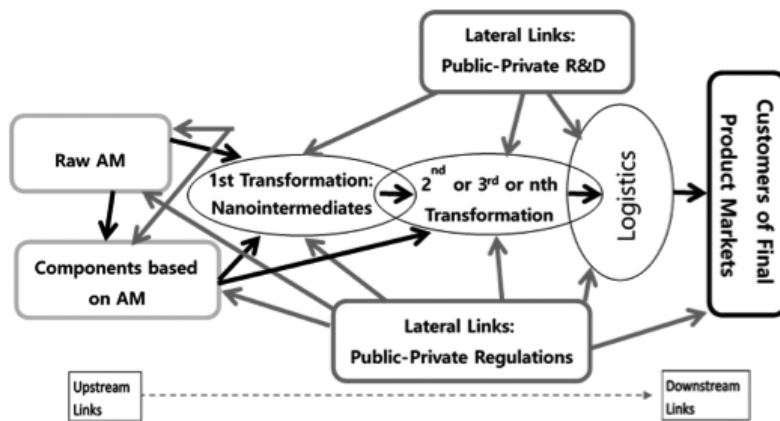 Lateral Links:
Public-Private R&D
Raw AM
Components based
on AM
1st Transformation:
Nanointermediates
2nd or 3rd or nth
Transformation
Logistics
Customers of Final
Product Markets
Lateral Links:
Public-Private Regulations
Upstream
Links
Downstream
Links